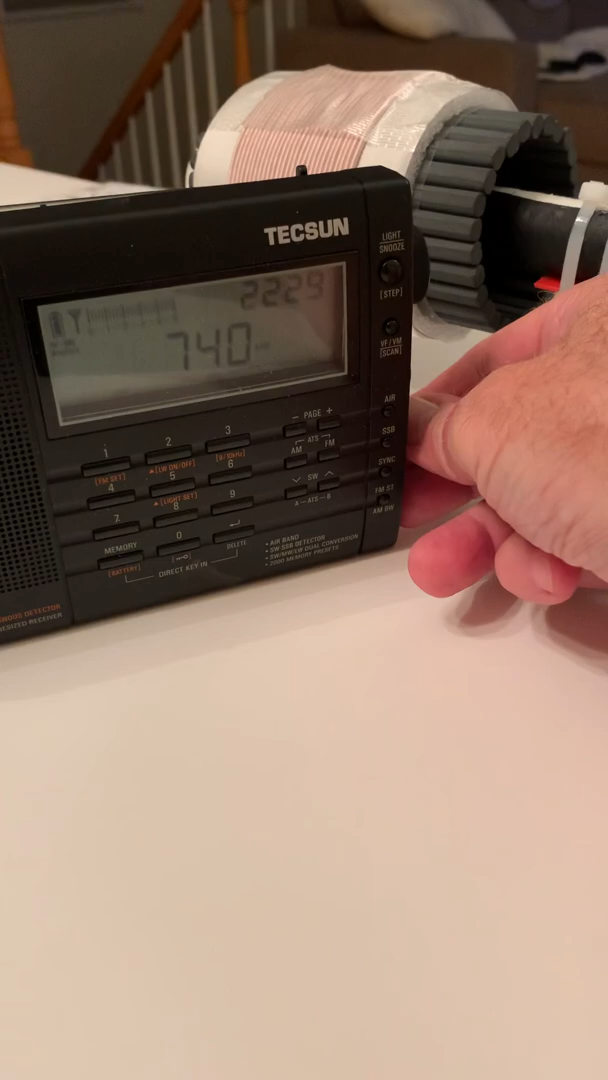 TECSUN
LIGHT
SNOOZE
[STEP]
2229
740
VF/VM
[SCAN]
AIR
SSB
SYNC
FM ST
AM BW
- PAGE +
ATS
AM FM
SW
A—ATS—B
1 2 3
[FM SET] [LW ON/OFF] [9/10kHz]
4 5 6
[LIGHT SET]
7 8 9
MEMORY 0
[BATTERY] DIRECT KEY IN DELETE
• AIR BAND
• SW SSB DETECTOR
• SW/MW/LW DUAL CONVERSION
• 2000 MEMORY PRESETS
DETECTOR
RECEIVER